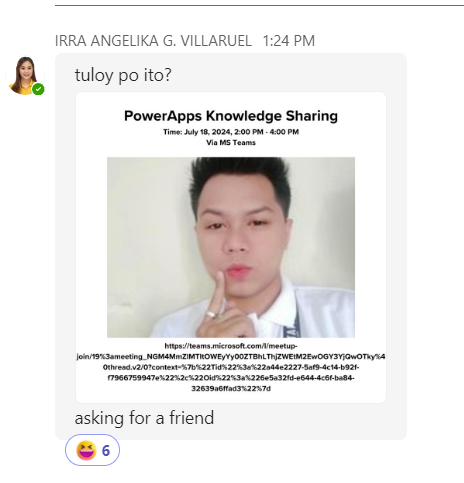 IRRA ANGELIKA G. VILLARUEL 1:24 PM
tuloy po ito?
PowerApps Knowledge Sharing
Time: July 18, 2024, 2:00 PM - 4:00 PM
Via MS Teams
https://teams.microsoft.com/l/meetup-
join/19%3ameeting_NGM4MmZlMTItOWEyYy00ZTBhLThjZWEtM2EwOGY3YjQwOTky%4
0thread.v2/0?context=%7b%22Tid%22%3a%22a44e2227-5af9-4c14-b92f-
f7966759947e%22%2c%22Oid%22%3a%226e5a32fd-e644-4c6f-ba84-
32639a6ffad3%22%7d
asking for a friend
6